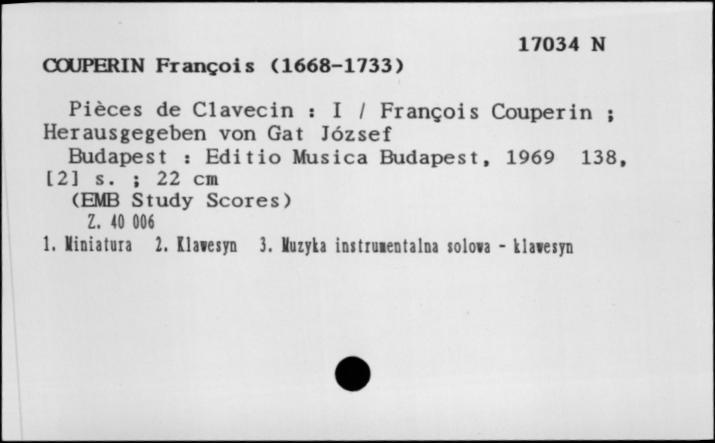 17034 N
COUPERIN François (1668-1733)
Pièces de Clavecin : I / François Couperin ;
Herausgegeben von Gat József
Budapest : Editio Musica Budapest, 1969 138,
[2] s. ; 22 cm
(EMB Study Scores)
Z. 40 006
1. Miniatura 2. Klawesyn 3. Muzyka instrumentalna solowa - klawesyn